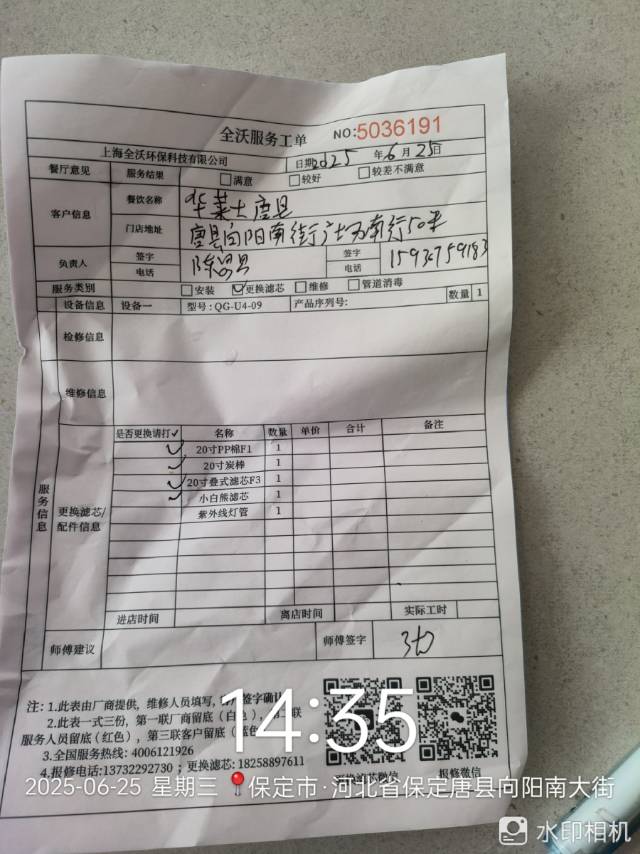 全沃服务工单 NO:5036191
上海全沃环保科技有限公司 日期2025年6月25日
餐厅意见 服务结果 满意 较好 较差不满意
客户信息 餐饮名称 华莱士唐县
门店地址 唐县向阳南街广场南行50米
负责人 签字 签字
电话 电话
服务类别 安装 更换滤芯 维修 管道消毒
设备信息 设备一 型号:QG-U4-09 产品序列号: 数量 1
检修信息
维修信息
服务信息
更换滤芯/配件信息
是否更换请打✓ 名称 数量 单价 合计 备注
✓ 20寸PP棉F1 1
✓ 20寸炭棒 1
✓ 20寸叠式滤芯F3 1
✓ 小白熊滤芯 1
紫外线灯管 1
进店时间 离店时间 实际工时
师傅建议 师傅签字
注: 1.此表由厂商提供, 维修人员填写, 签字确认
2.此表一式三份, 第一联厂商留底(白色),
服务人员留底(红色), 第三联客户留底
3.全国服务热线: 4006121926
4.报修电话:13732292730 ; 更换滤芯: 18258897611
报修微信
14:35
2025-06-25 星期三 保定市·河北省保定唐县向阳南大街
水印相机